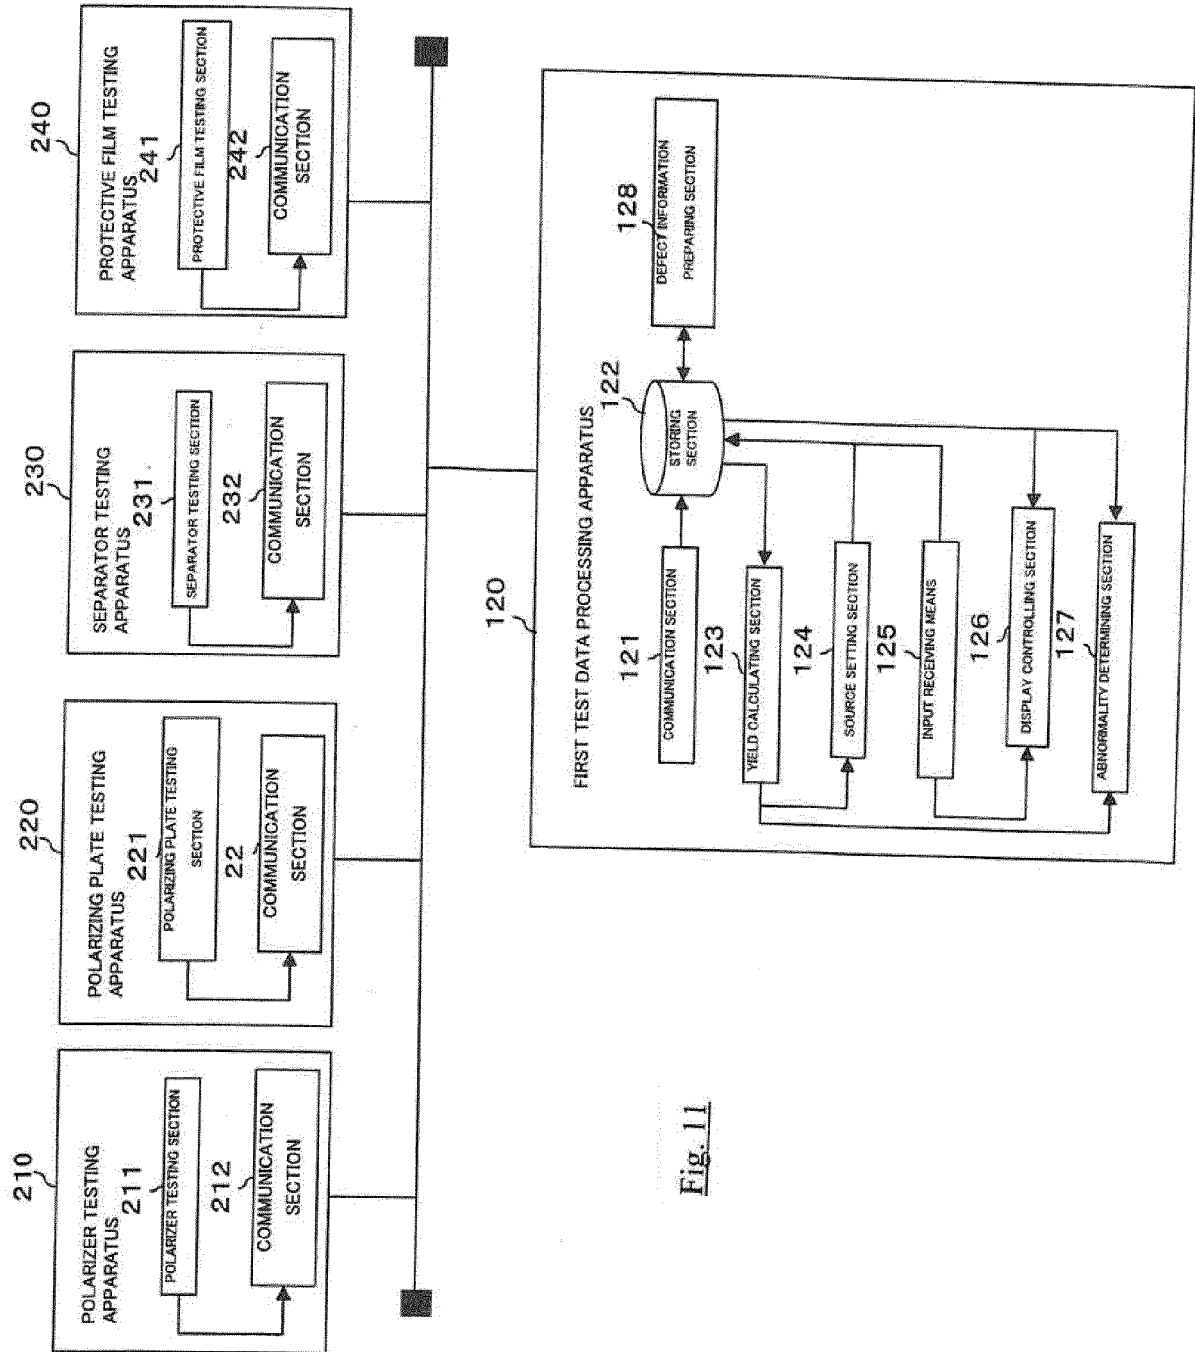 210
POLARIZER TESTING
APPARATUS
211
POLARIZER TESTING SECTION
212
COMMUNICATION
SECTION
220
POLARIZING PLATE TESTING
APPARATUS
221
POLARIZING PLATE TESTING
SECTION
22
COMMUNICATION
SECTION
230
SEPARATOR TESTING
APPARATUS
231
SEPARATOR TESTING SECTION
232
COMMUNICATION
SECTION
240
PROTECTIVE FILM TESTING
APPARATUS
241
PROTECTIVE FILM TESTING SECTION
242
COMMUNICATION
SECTION
120
FIRST TEST DATA PROCESSING APPARATUS
121
COMMUNICATION SECTION
122
STORING
SECTION
128
DEFECT INFORMATION
PREPARING SECTION
123
YIELD CALCULATING SECTION
124
SOURCE SETTING SECTION
125
INPUT RECEIVING MEANS
126
DISPLAY CONTROLLING SECTION
127
ABNORMALITY DETERMINING SECTION
Fig. 11